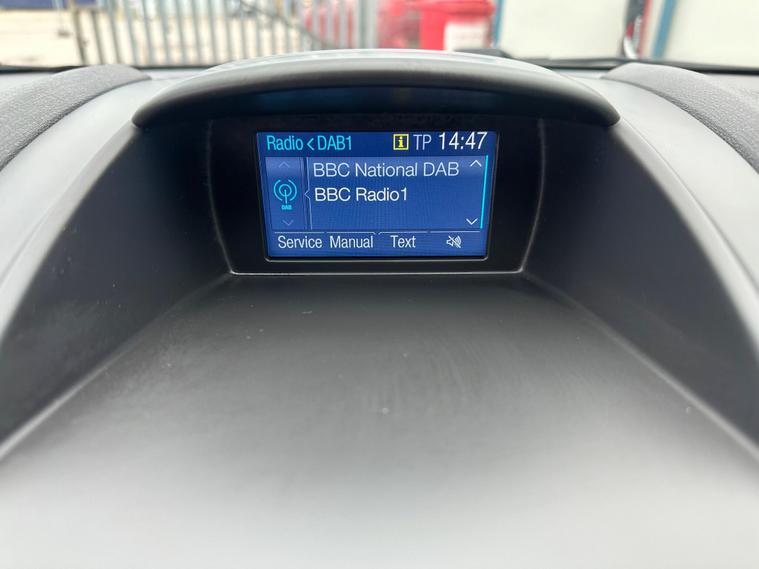 Radio < DAB1 i TP 14:47
BBC National DAB
BBC Radio1
DAB
Service Manual Text